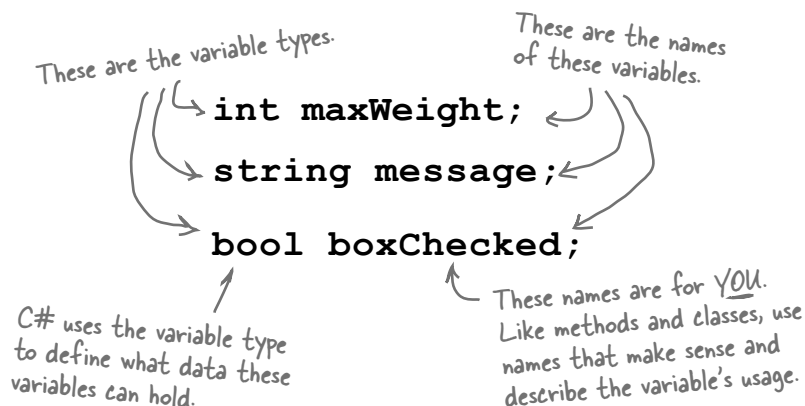 These are the variable types.
These are the names
of these variables.
int maxWeight;
string message;
bool boxChecked;
C# uses the variable type
to define what data these
variables can hold.
These names are for YOU.
Like methods and classes, use
names that make sense and
describe the variable's usage.